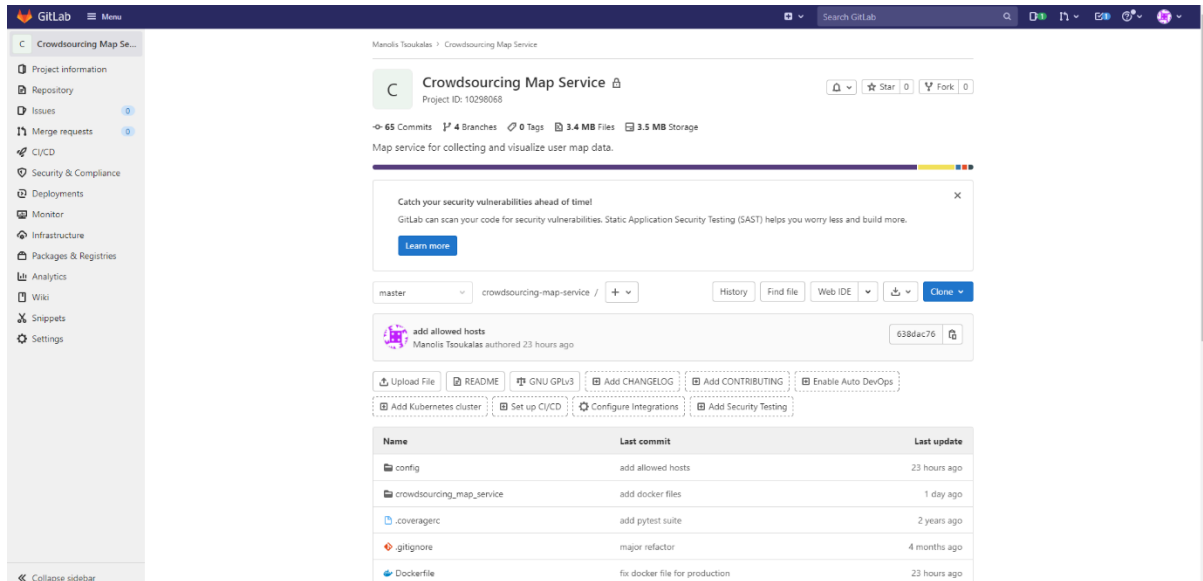 GitLab Menu Search GitLab 1 1
C Crowdsourcing Map Se...
Project information
Repository
Issues 0
Merge requests 0
CI/CD
Security & Compliance
Deployments
Monitor
Infrastructure
Packages & Registries
Analytics
Wiki
Snippets
Settings
Collapse sidebar
Manolis Tsoukalas > Crowdsourcing Map Service
C
Crowdsourcing Map Service
Project ID: 10298068
Star 0 Fork 0
65 Commits 4 Branches 0 Tags 3.4 MB Files 3.5 MB Storage
Map service for collecting and visualize user map data.
Catch your security vulnerabilities ahead of time!
GitLab can scan your code for security vulnerabilities. Static Application Security Testing (SAST) helps you worry less and build more.
Learn more
master crowdsourcing-map-service / + History Find file Web IDE Clone
add allowed hosts
Manolis Tsoukalas authored 23 hours ago
638dac76
Upload File README GNU GPLv3 Add CHANGELOG Add CONTRIBUTING Enable Auto DevOps
Add Kubernetes cluster Set up CI/CD Configure Integrations Add Security Testing
Name Last commit Last update
config add allowed hosts 23 hours ago
crowdsourcing_map_service add docker files 1 day ago
.coveragerc add pytest suite 2 years ago
.gitignore major refactor 4 months ago
Dockerfile fix docker file for production 23 hours ago